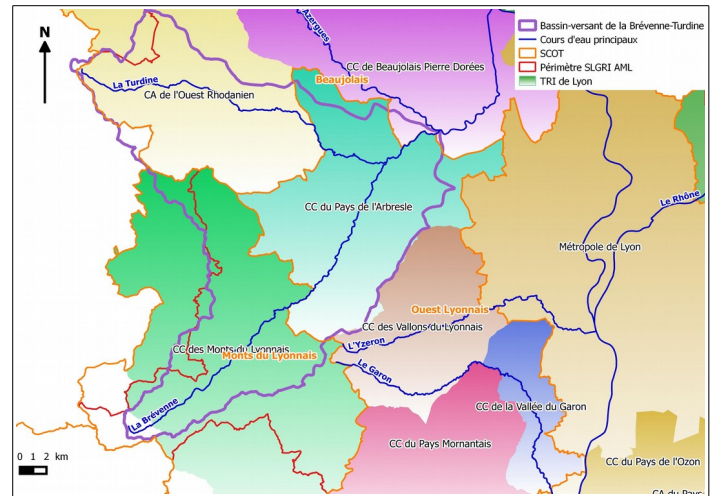 N
Azergues
Bassin-versant de la Brévenne-Turdine
Cours d'eau principaux
SCOT
Périmètre SLGRI AML
TRI de Lyon
CC de Beaujolais Pierre Dorées
Beaujolais
La Turdine
CA de l'Ouest Rhodanien
Le Rhône
CC du Pays de l'Arbresle
Métropole de Lyon
Ouest Lyonnais
CC des Vallons du Lyonnais
L'Yzeron
CC des Monts du Lyonnais
Monts du Lyonnais
Le Garon
La Brévenne
CC de la Vallée du Garon
CC du Pays Mornantais
CC du Pays de l'Ozon
0 1 2 km
CA du Pays